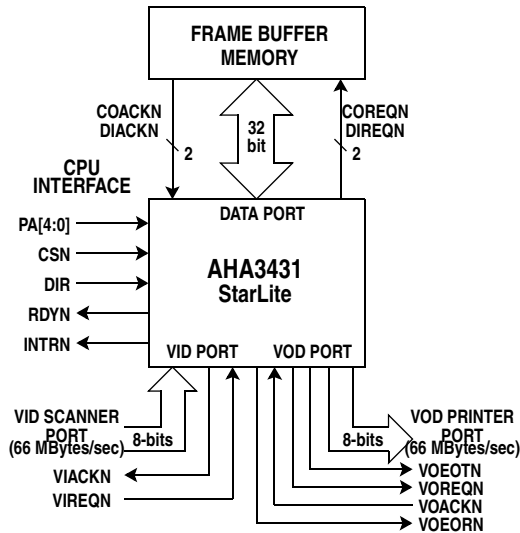 FRAME BUFFER
MEMORY
COACKN
DIACKN
2
32
bit
COREQN
DIREQN
2
CPU
INTERFACE
DATA PORT
PA[4:0]
CSN
DIR
RDYN
INTRN
AHA3431
StarLite
VID PORT
VOD PORT
VID SCANNER
PORT
(66 MBytes/sec)
8-bits
8-bits
VOD PRINTER
PORT
(66 MBytes/sec)
VIACKN
VIREQN
VOEOTN
VOREQN
VOACKN
VOEORN